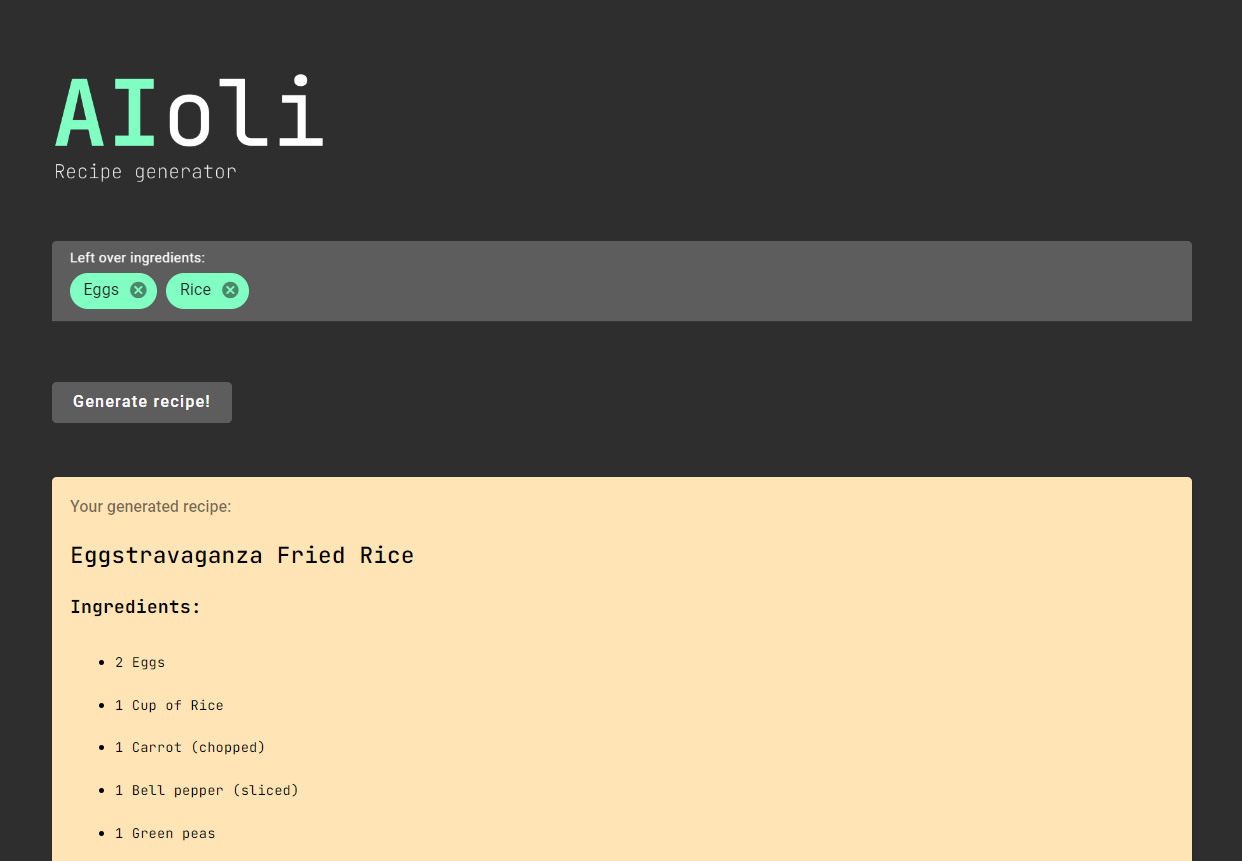 AIoli
Recipe generator
Left over ingredients:
Eggs Rice
Generate recipe!
Your generated recipe:
Eggstravaganza Fried Rice
Ingredients:
• 2 Eggs
• 1 Cup of Rice
• 1 Carrot (chopped)
• 1 Bell pepper (sliced)
• 1 Green peas